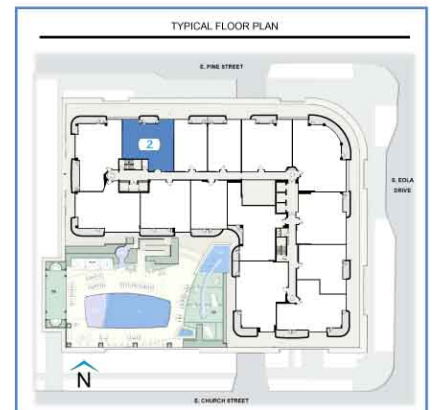 TYPICAL FLOOR PLAN
E. PINE STREET
2
S. EOLA
DRIVE
N
E. CHURCH STREET